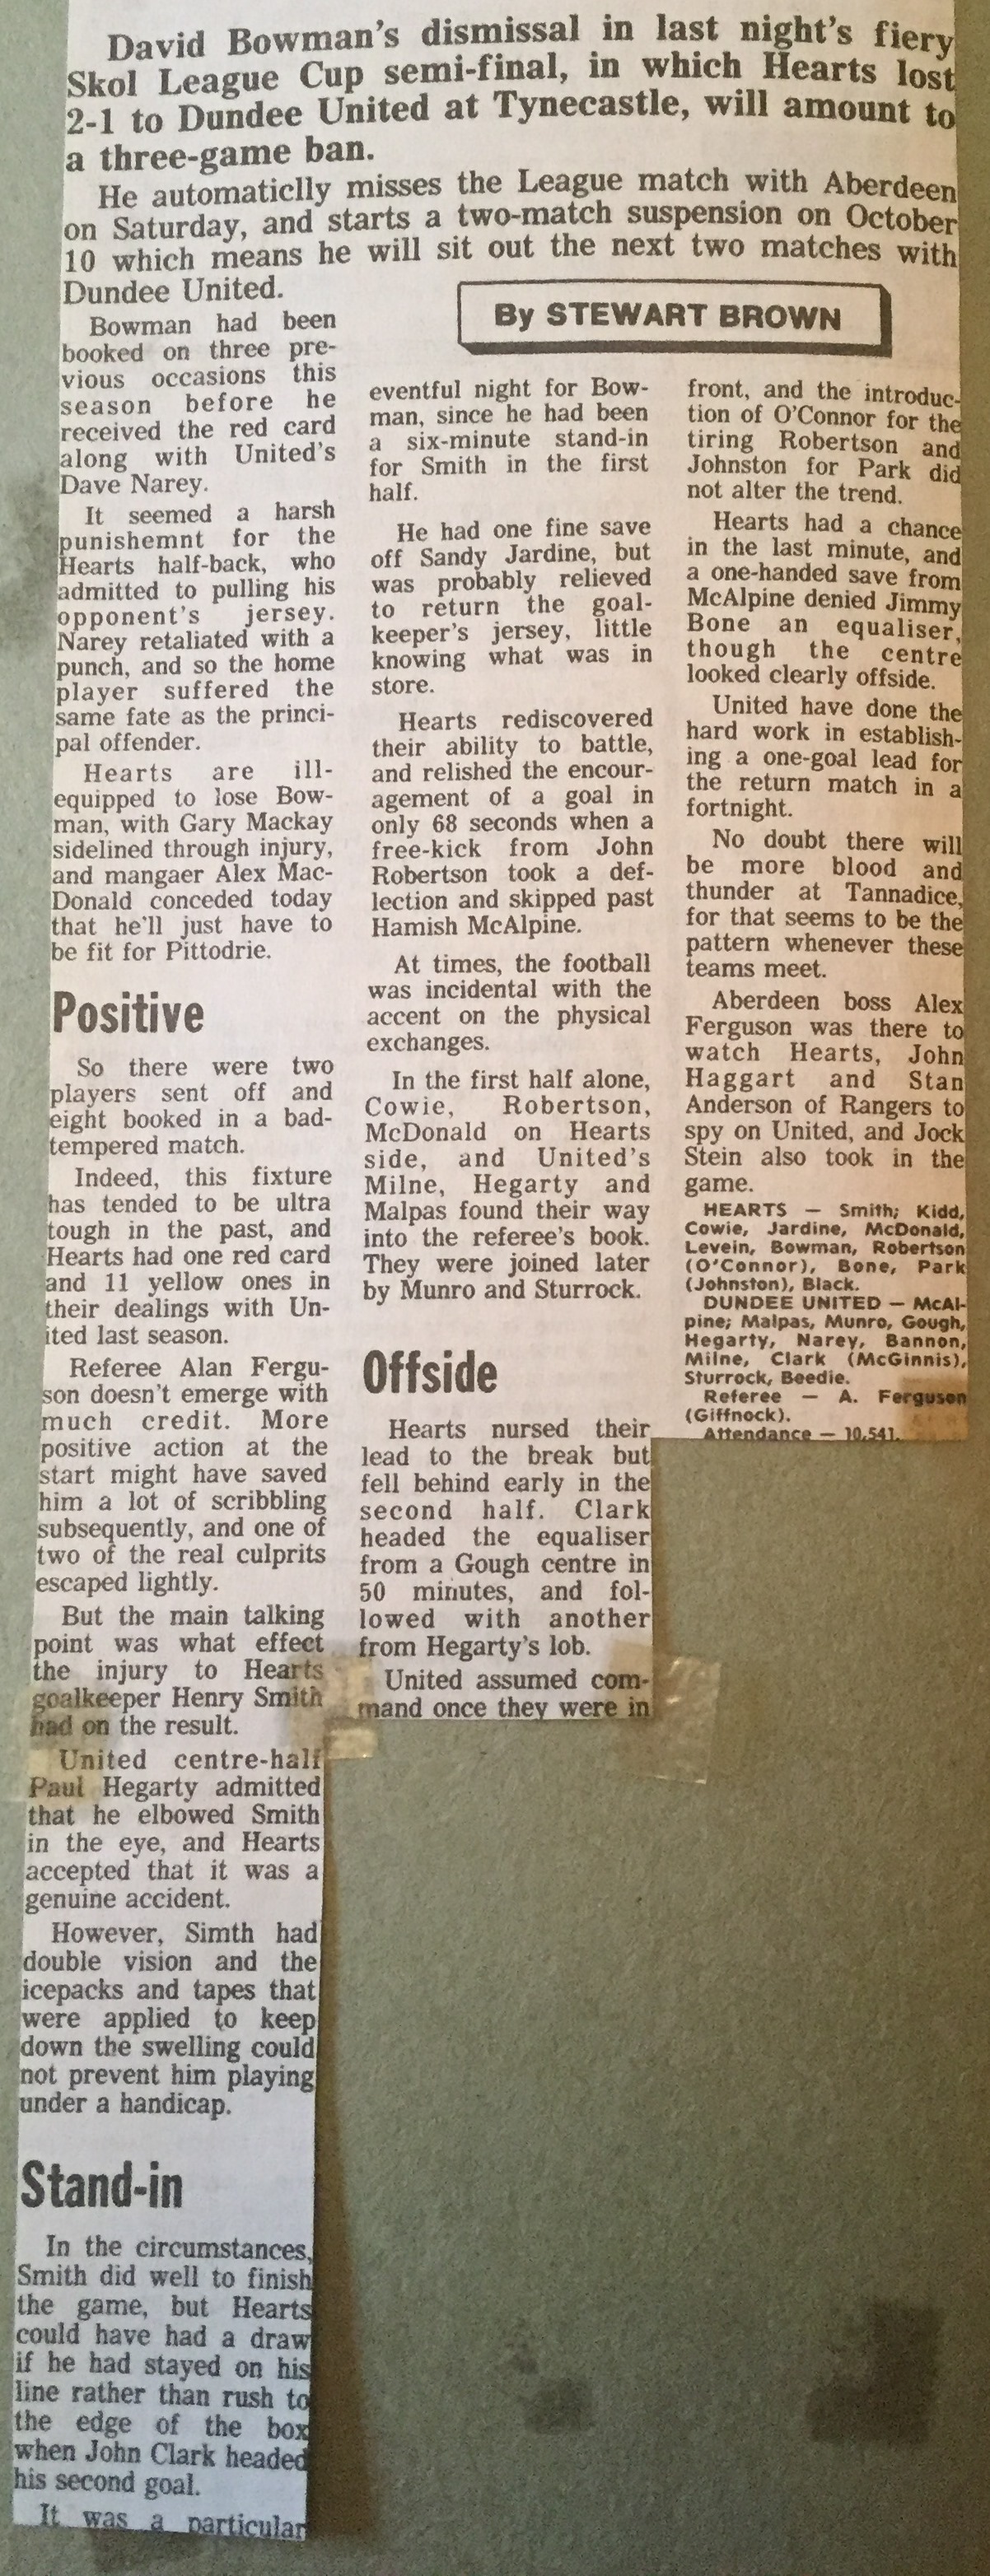 David Bowman's dismissal in last night's fiery
Skol League Cup semi-final, in which Hearts lost
2-1 to Dundee United at Tynecastle, will amount to
a three-game ban.
He automaticlly misses the League match with Aberdeen
on Saturday, and starts a two-match suspension on October
10 which means he will sit out the next two matches with
Dundee United.
By STEWART BROWN
Bowman had been
booked on three pre-
vious occasions this
season before he
received the red card
along with United's
Dave Narey.
It seemed a harsh
punishemnt for the
Hearts half-back, who
admitted to pulling his
opponent's jersey.
Narey retaliated with a
punch, and so the home
player suffered the
same fate as the princi-
pal offender.
Hearts are ill-
equipped to lose Bow-
man, with Gary Mackay
sidelined through injury,
and mangaer Alex Mac-
Donald conceded today
that he'll just have to
be fit for Pittodrie.
Positive
So there were two
players sent off and
eight booked in a bad-
tempered match.
Indeed, this fixture
has tended to be ultra
tough in the past, and
Hearts had one red card
and 11 yellow ones in
their dealings with Un-
ited last season.
Referee Alan Fergu-
son doesn't emerge with
much credit. More
positive action at the
start might have saved
him a lot of scribbling
subsequently, and one of
two of the real culprits
escaped lightly.
But the main talking
point was what effect
the injury to Hearts
goalkeeper Henry Smith
had on the result.
United centre-half
Paul Hegarty admitted
that he elbowed Smith
in the eye, and Hearts
accepted that it was a
genuine accident.
However, Simth had
double vision and the
icepacks and tapes that
were applied to keep
down the swelling could
not prevent him playing
under a handicap.
Stand-in
In the circumstances,
Smith did well to finish
the game, but Hearts
could have had a draw
if he had stayed on his
line rather than rush to
the edge of the box
when John Clark headed
his second goal.
It was a particular
eventful night for Bow-
man, since he had been
a six-minute stand-in
for Smith in the first
half.
He had one fine save
off Sandy Jardine, but
was probably relieved
to return the goal-
keeper's jersey, little
knowing what was in
store.
Hearts rediscovered
their ability to battle,
and relished the encour-
agement of a goal in
only 68 seconds when a
free-kick from John
Robertson took a def-
lection and skipped past
Hamish McAlpine.
At times, the football
was incidental with the
accent on the physical
exchanges.
In the first half alone,
Cowie, Robertson,
McDonald on Hearts
side, and United's
Milne, Hegarty and
Malpas found their way
into the referee's book.
They were joined later
by Munro and Sturrock.
Offside
Hearts nursed their
lead to the break but
fell behind early in the
second half. Clark
headed the equaliser
from a Gough centre in
50 minutes, and fol-
lowed with another
from Hegarty's lob.
United assumed com-
mand once they were in
front, and the introduc-
tion of O'Connor for the
tiring Robertson and
Johnston for Park did
not alter the trend.
Hearts had a chance
in the last minute, and
a one-handed save from
McAlpine denied Jimmy
Bone an equaliser,
though the centre
looked clearly offside.
United have done the
hard work in establish-
ing a one-goal lead for
the return match in a
fortnight.
No doubt there will
be more blood and
thunder at Tannadice,
for that seems to be the
pattern whenever these
teams meet.
Aberdeen boss Alex
Ferguson was there to
watch Hearts, John
Haggart and Stan
Anderson of Rangers to
spy on United, and Jock
Stein also took in the
game.
HEARTS — Smith; Kidd,
Cowie, Jardine, McDonald,
Levein, Bowman, Robertson
(O'Connor), Bone, Park
(Johnston), Black.
DUNDEE UNITED — McAl-
pine; Malpas, Munro, Gough,
Hegarty, Narey, Bannon,
Milne, Clark (McGinnis),
Sturrock, Beedie.
Referee — A. Ferguson
(Giffnock).
Attendance — 10,541.